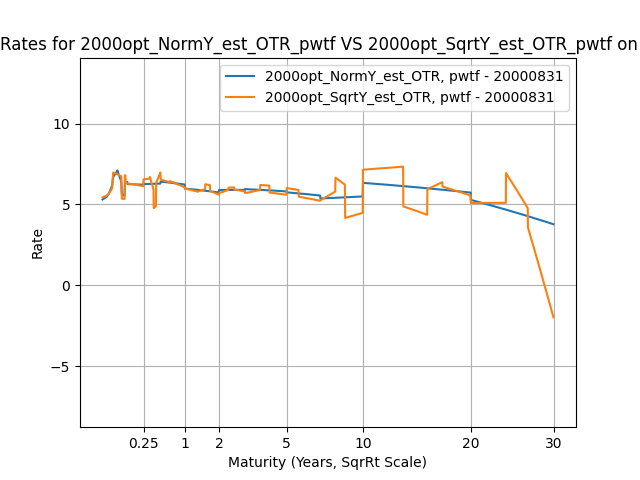 Rates for 2000opt_NormY_est_OTR_pwtf VS 2000opt_SqrtY_est_OTR_pwtf on
2000opt_NormY_est_OTR, pwtf - 20000831
2000opt_SqrtY_est_OTR, pwtf - 20000831
10
5
0
−5
Rate
0.25 1 2 5 10 20 30
Maturity (Years, SqrRt Scale)